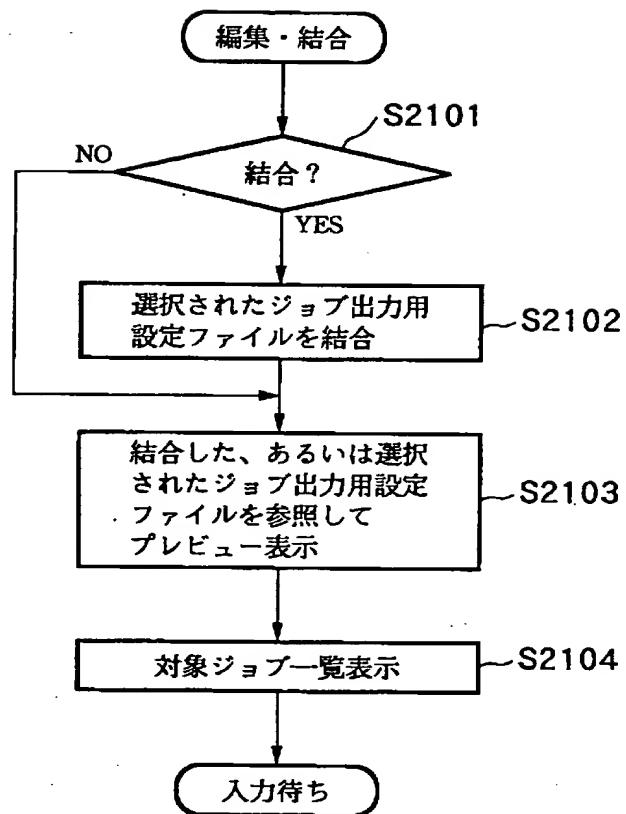 編集・結合
S2101
NO
結合？
YES
選択されたジョブ出力用
設定ファイルを結合
S2102
結合した、あるいは選択
されたジョブ出力用設定
ファイルを参照して
プレビュー表示
S2103
対象ジョブ一覧表示
S2104
入力待ち